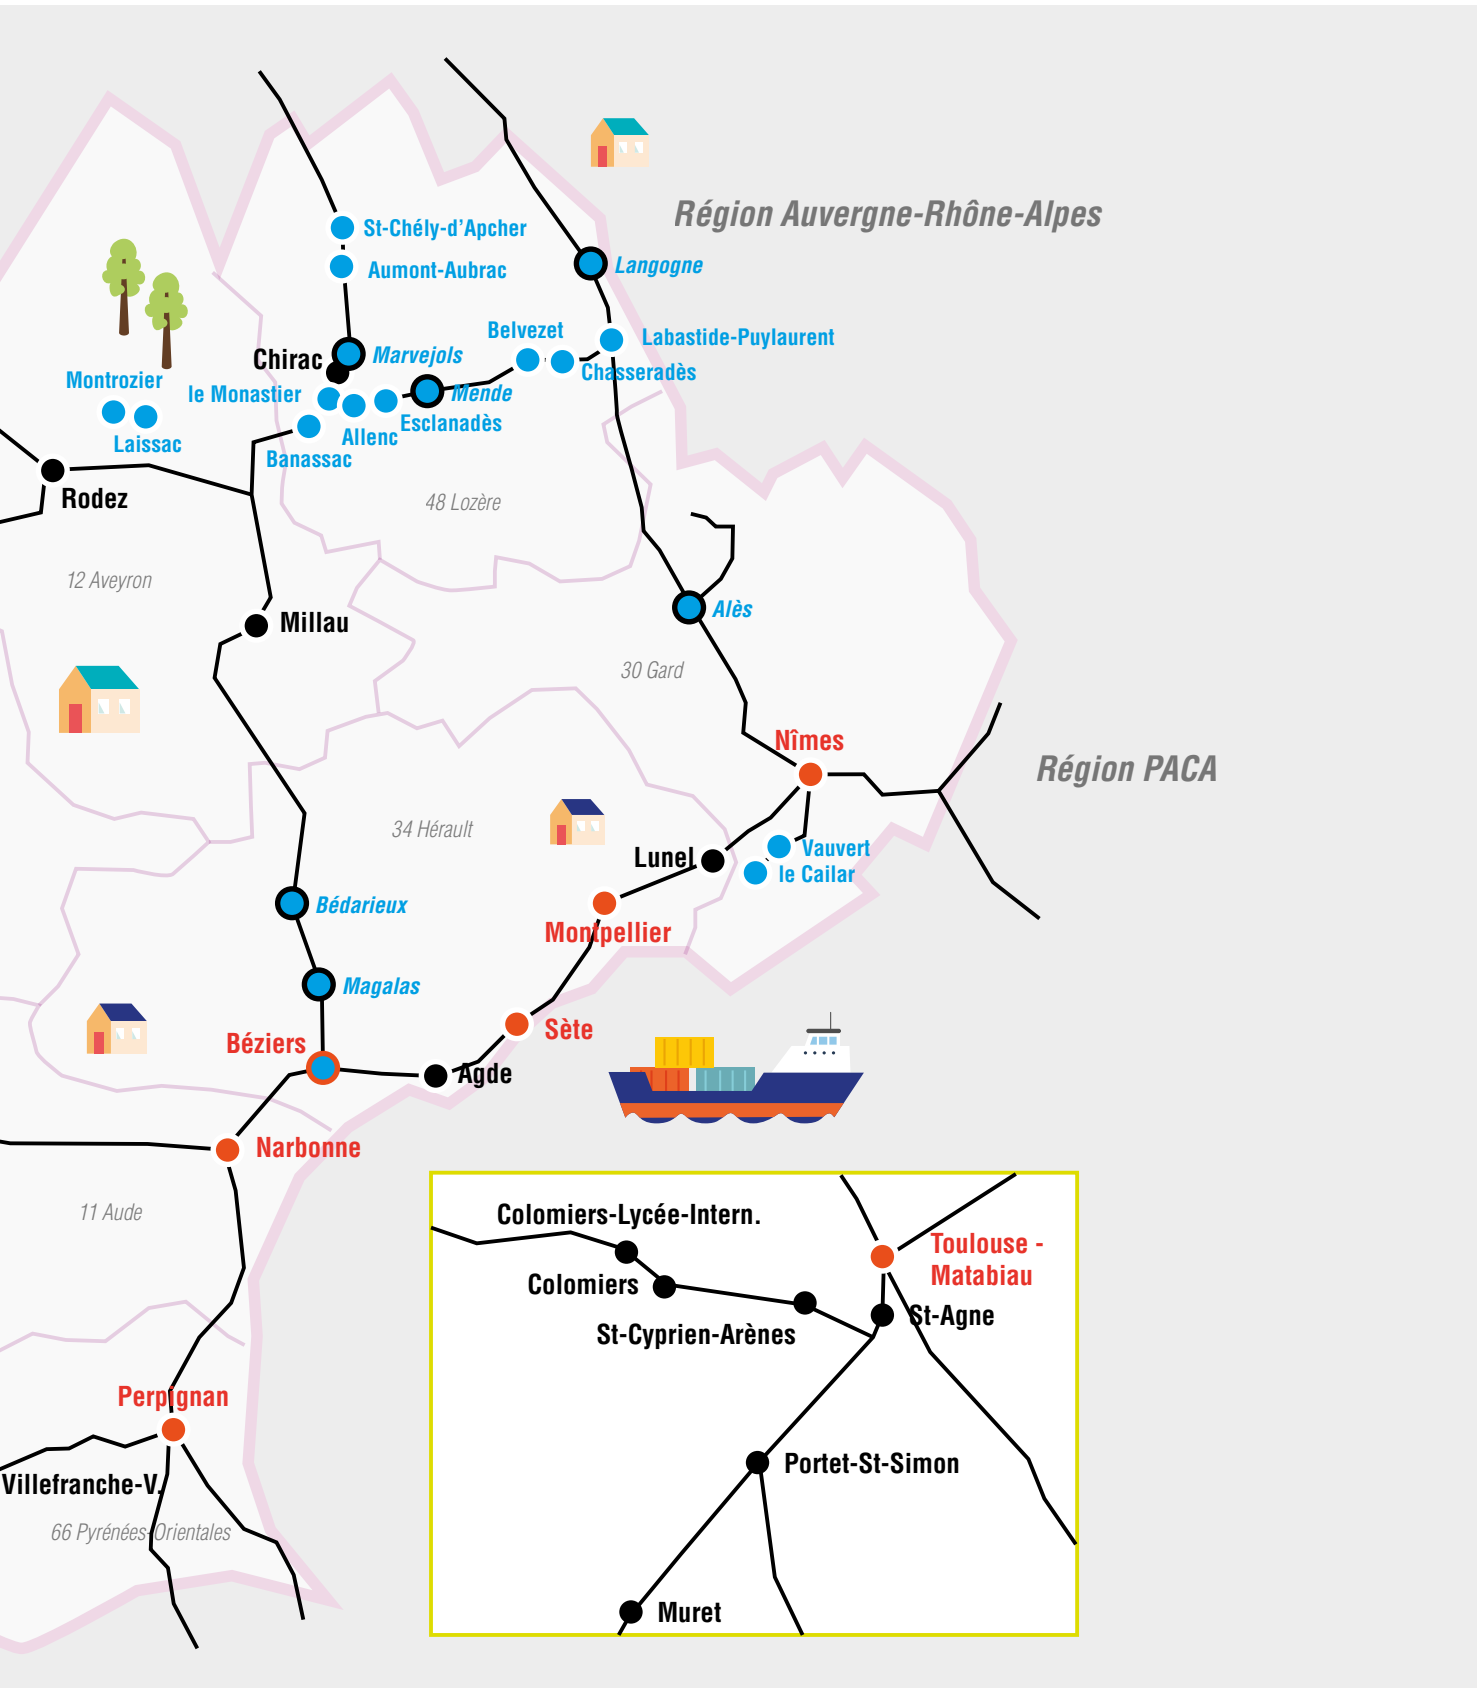 Région Auvergne-Rhône-Alpes
St-Chély-d’Apcher
Langogne
Aumont-Aubrac
Belvezet
Labastide-Puylaurent
Chirac
Marvejols
Chasseradès
Montrozier
le Monastier
Mende
Esclanadès
Allenc
Laissac
Banassac
Rodez
48 Lozère
12 Aveyron
Alès
Millau
30 Gard
Nîmes
Région PACA
34 Hérault
Vauvert
Lunel
le Cailar
Bédarieux
Montpellier
Magalas
Sète
Béziers
Agde
Narbonne
11 Aude
Colomiers-Lycée-Intern.
Toulouse -
Matabiau
Colomiers
St-Agne
St-Cyprien-Arènes
Perpignan
Portet-St-Simon
Villefranche-V.
66 Pyrénées-Orientales
Muret